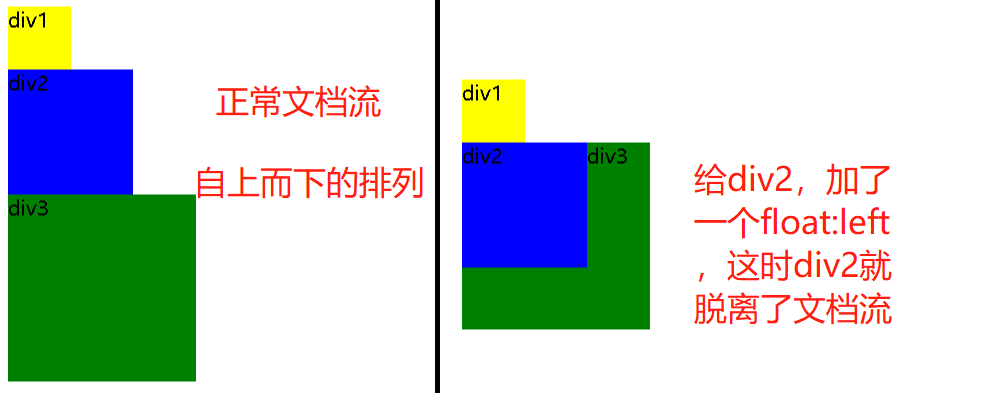 div1
div2
div3
正常文档流
自上而下的排列
div1
div2
div3
给div2，加了
一个float:left
，这时div2就
脱离了文档流